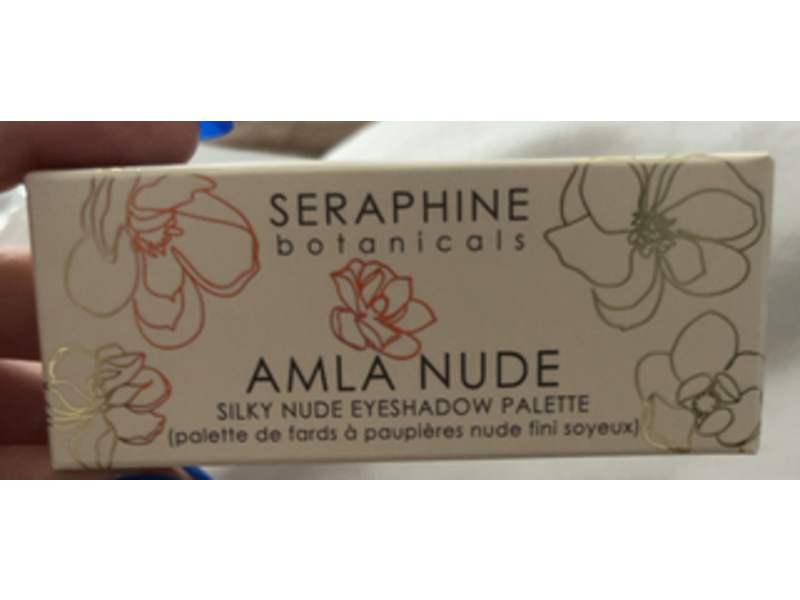 SERAPHINE
botanicals
AMLA NUDE
SILKY NUDE EYESHADOW PALETTE
(palette de fards à paupières nude fini soyeux)